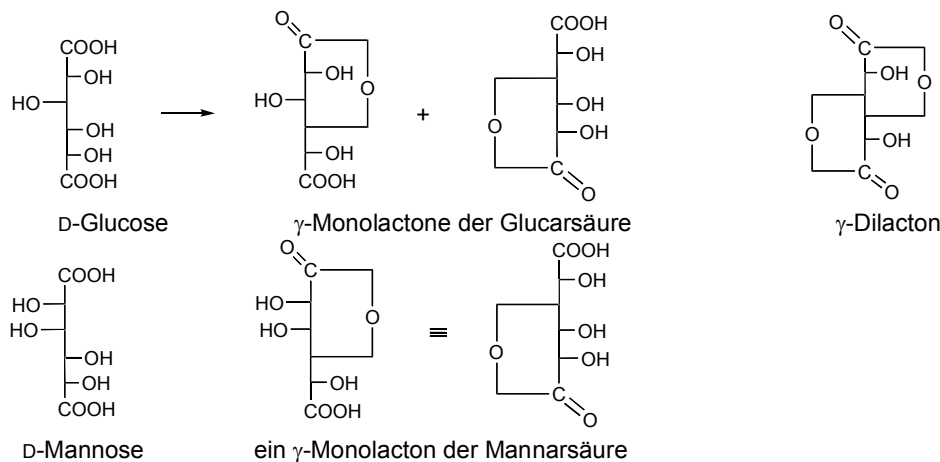 COOH
OH
HO
OH
OH
COOH
O
C
OH
O
HO
OH
COOH
+
COOH
OH
OH
O
OH
C
O
O
C
OH
O
O
OH
C
O
D-Glucose
γ-Monolactone der Glucarsäure
γ-Dilacton
COOH
HO
HO
OH
OH
COOH
O
C
HO
O
HO
OH
COOH
≡
COOH
OH
OH
O
OH
C
O
D-Mannose
ein γ-Monolacton der Mannarsäure